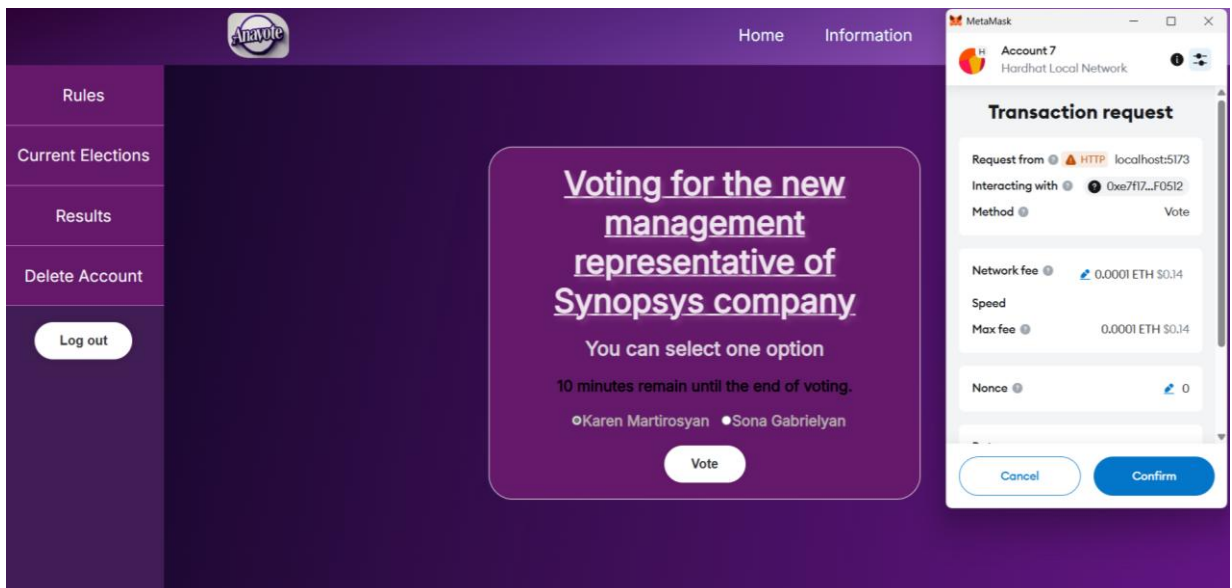 Anavote
Home
Information
Rules
Current Elections
Results
Delete Account
Log out
Voting for the new
management
representative of
Synopsys company
You can select one option
10 minutes remain until the end of voting.
Karen Martirosyan Sona Gabrielyan
Vote
MetaMask
H
Account 7
Hardhat Local Network
Transaction request
Request from HTTP localhost:5173
Interacting with 0xe7f17...F0512
Method Vote
Network fee 0.0001 ETH $0.14
Speed
Max fee 0.0001 ETH $0.14
Nonce 0
Cancel
Confirm